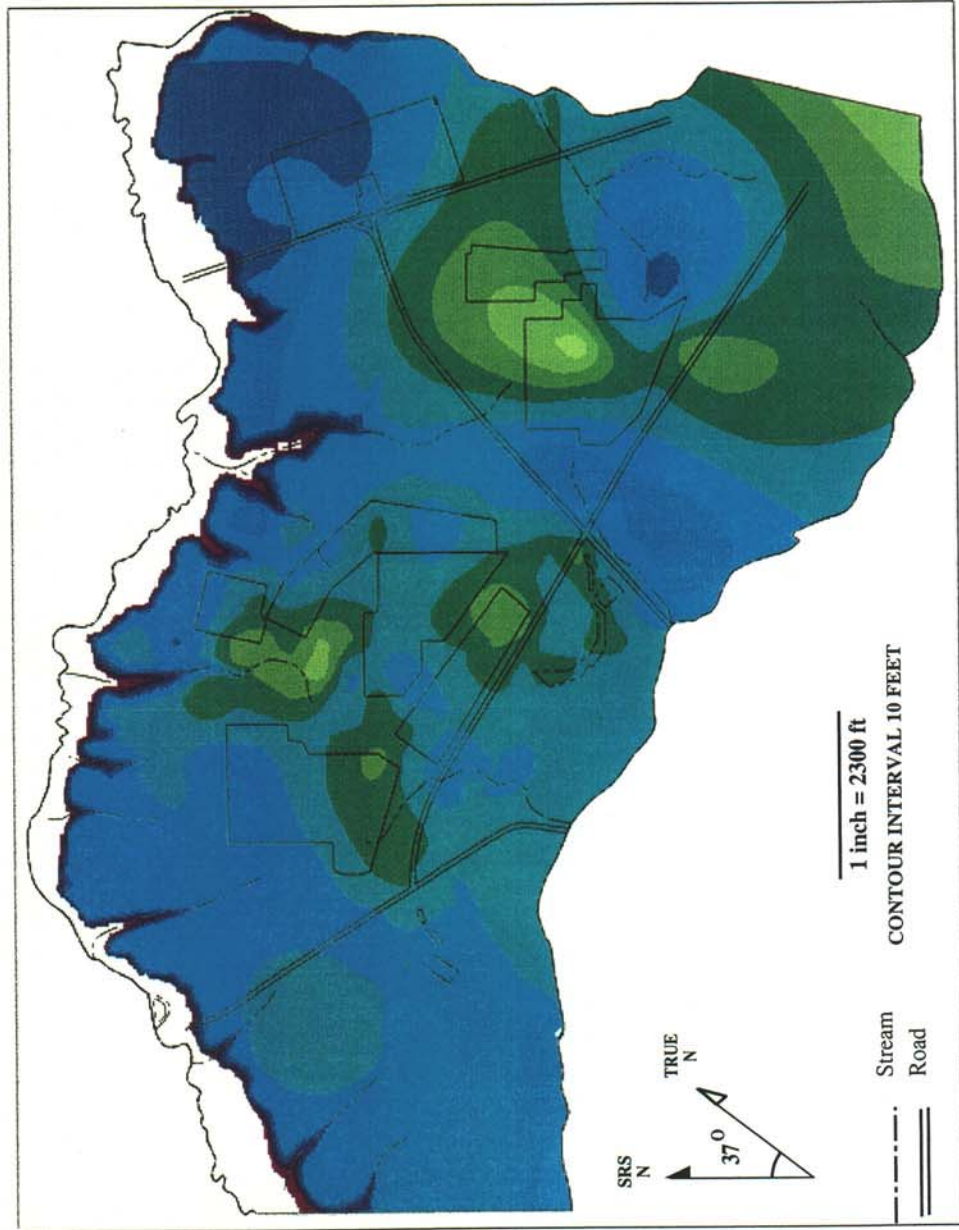 1 inch = 2300 ft
CONTOUR INTERVAL 10 FEET
SRS
N
TRUE
N
37°
Stream
Road